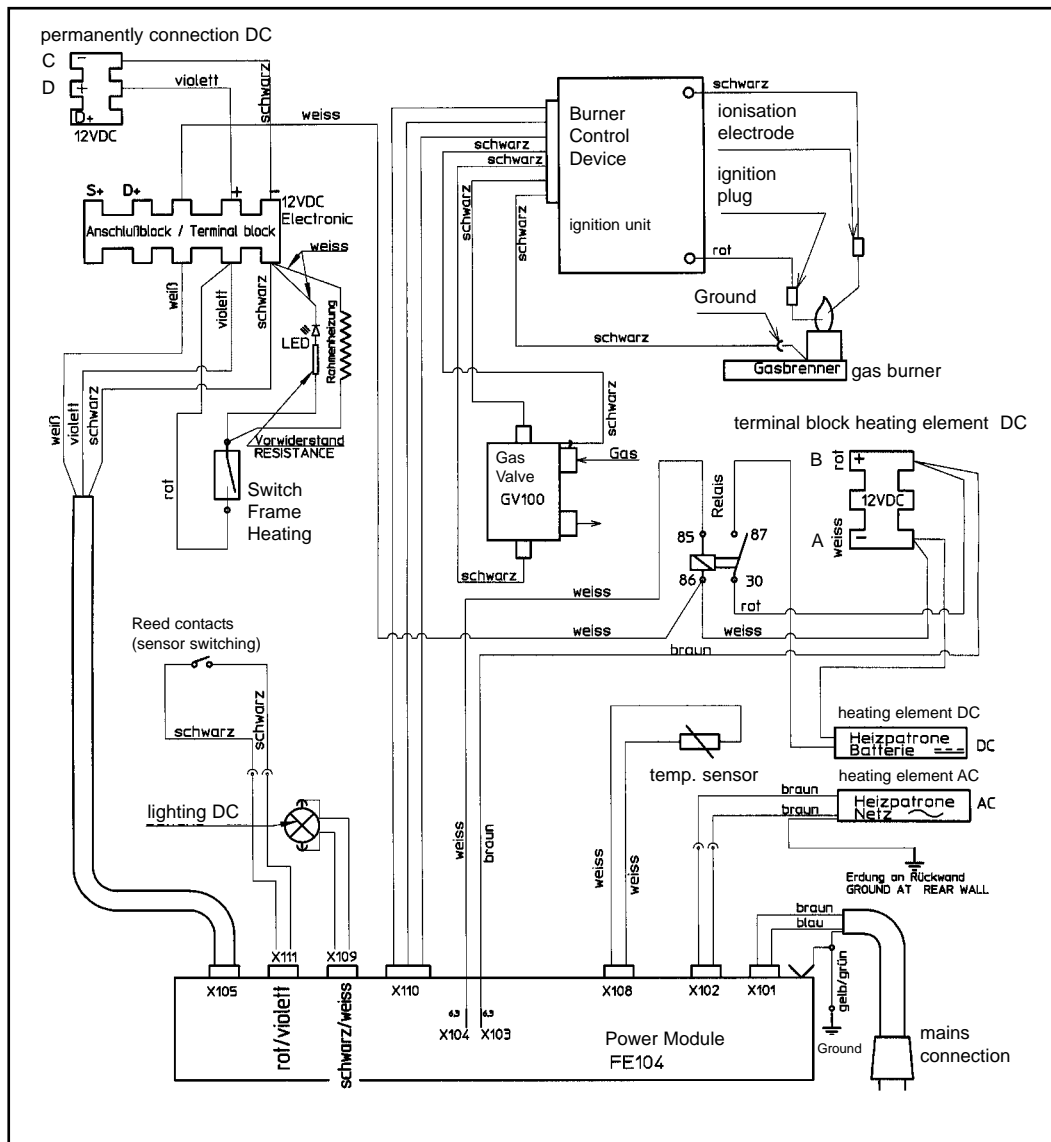 permanently connection DC
C
-
D
+
D+
12VDC
violett
schwarz
weiss
S+ D+ + -
12VDC
Electronic
Anschlußblock / Terminal block
weiss
weiß
violett
schwarz
LED
Rahmenheizung
weiß
violett
schwarz
rot
Vorwiderstand
RESISTANCE
Switch
Frame
Heating
Burner
Control
Device
ignition unit
schwarz
schwarz
schwarz
schwarz
ionisation
electrode
ignition
plug
rot
Ground
schwarz
Gasbrenner
gas burner
schwarz
Gas
Valve
GV100
Gas
schwarz
terminal block heating element DC
B
rot
+
12VDC
A
weiss
-
Relais
85
87
86
30
weiss
rot
weiss
weiss
braun
Reed contacts
(sensor switching)
schwarz
schwarz
lighting DC
weiss
braun
temp. sensor
weiss
weiss
heating element DC
Heizpatrone
Batterie
DC
heating element AC
braun
braun
Heizpatrone
Netz
AC
Erdung an Rückwand
GROUND AT REAR WALL
braun
blau
gelb/grün
Ground
mains
connection
X105
X111
rot/violett
X109
schwarz/weiss
X110
6,3
6,3
X104
X103
X108
X102
X101
Power Module
FE104